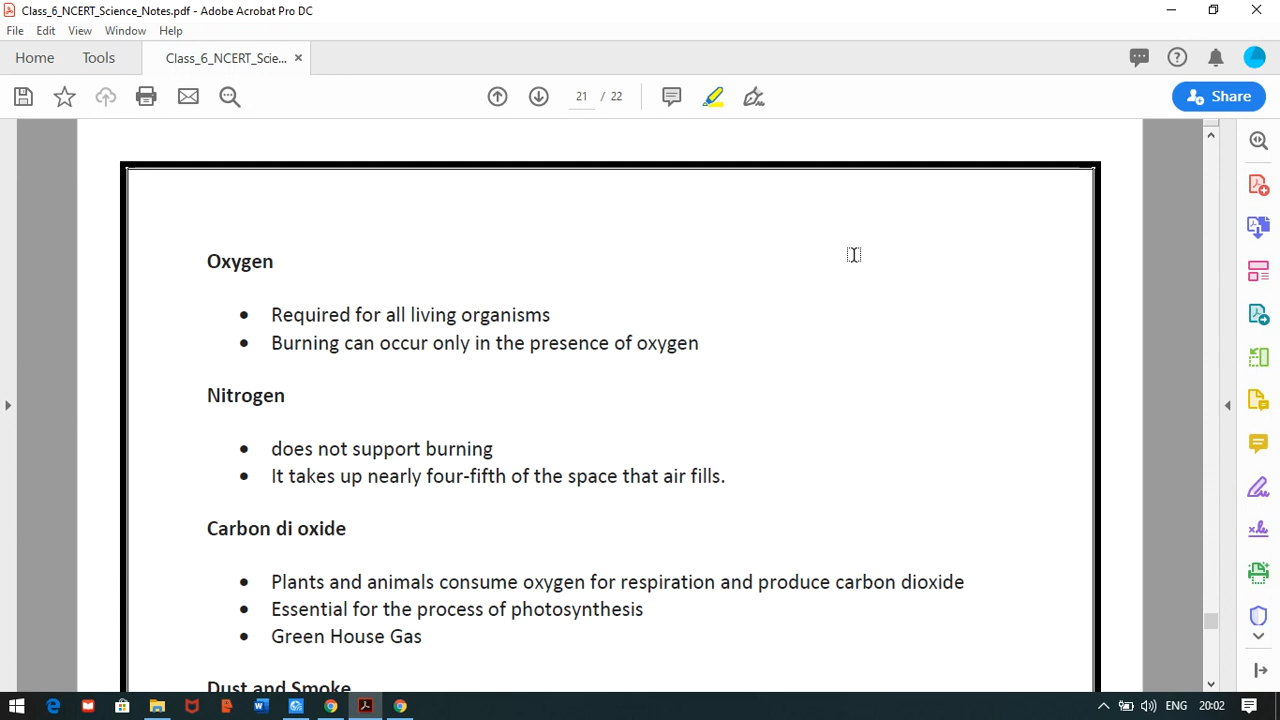 Class_6_NCERT_Science_Notes.pdf - Adobe Acrobat Pro DC
File Edit View Window Help
Home Tools Class_6_NCERT_Scie... ×
21 / 22
Share
Oxygen
• Required for all living organisms
• Burning can occur only in the presence of oxygen
Nitrogen
• does not support burning
• It takes up nearly four-fifth of the space that air fills.
Carbon di oxide
• Plants and animals consume oxygen for respiration and produce carbon dioxide
• Essential for the process of photosynthesis
• Green House Gas
Dust and Smoke
ENG 20:02